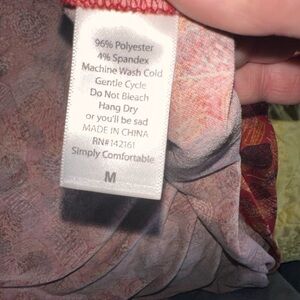 96% Polyester
4% Spandex
Machine Wash Cold
Gentle Cycle
Do Not Bleach
Hang Dry
or you'll be sad
MADE IN CHINA
RN#142161
Simply Comfortable
M